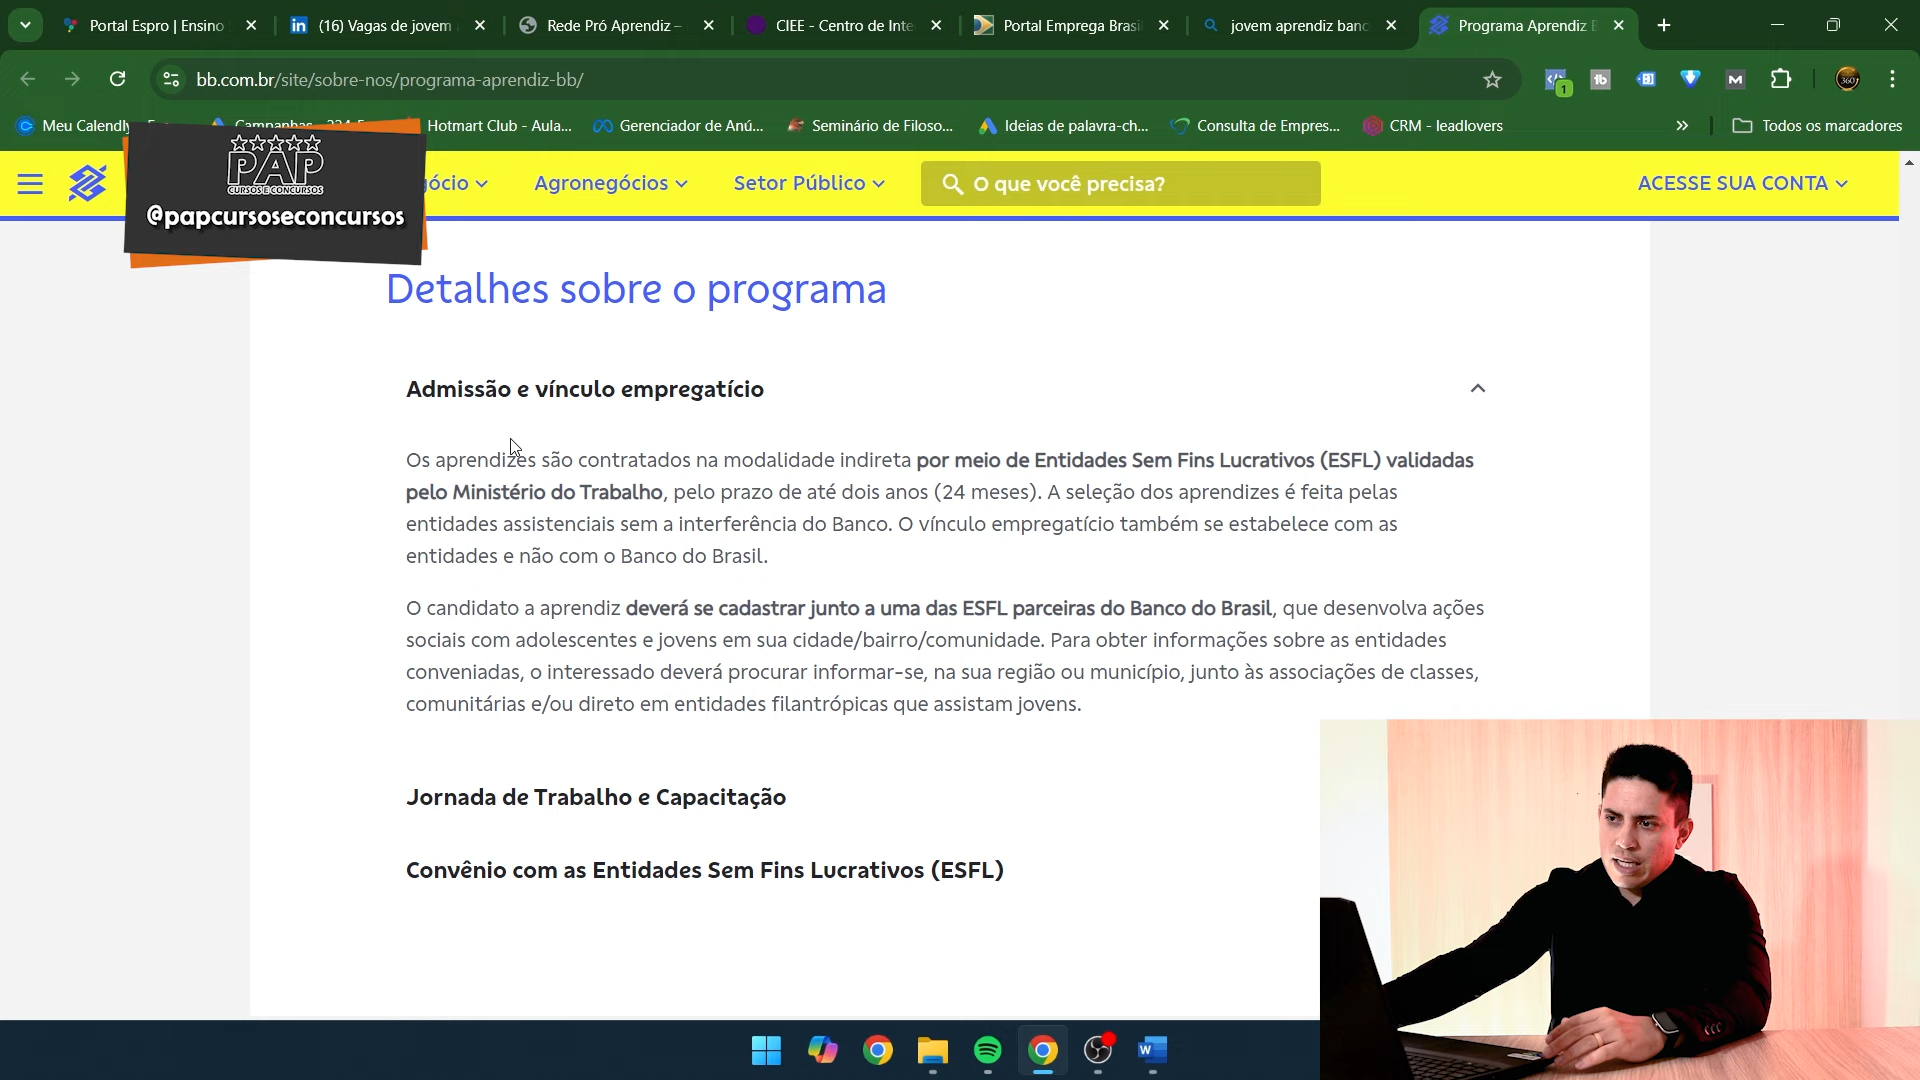 Portal Espro | Ensino
(16) Vagas de jovem
Rede Pró Aprendiz –
CIEE - Centro de Inte
Portal Emprega Brasil
jovem aprendiz banc
Programa Aprendiz B
bb.com.br/site/sobre-nos/programa-aprendiz-bb/
Meu Calendly
Hotmart Club - Aula...
Gerenciador de Anú...
Seminário de Filoso...
Ideias de palavra-ch...
Consulta de Empres...
CRM - leadlovers
Todos os marcadores
PAP
CURSOS E CONCURSOS
@papcursoseconcursos
Agronegócios
Setor Público
O que você precisa?
ACESSE SUA CONTA
Detalhes sobre o programa
Admissão e vínculo empregatício
Os aprendizes são contratados na modalidade indireta por meio de Entidades Sem Fins Lucrativos (ESFL) validadas
pelo Ministério do Trabalho, pelo prazo de até dois anos (24 meses). A seleção dos aprendizes é feita pelas
entidades assistenciais sem a interferência do Banco. O vínculo empregatício também se estabelece com as
entidades e não com o Banco do Brasil.
O candidato a aprendiz deverá se cadastrar junto a uma das ESFL parceiras do Banco do Brasil, que desenvolva ações
sociais com adolescentes e jovens em sua cidade/bairro/comunidade. Para obter informações sobre as entidades
conveniadas, o interessado deverá procurar informar-se, na sua região ou município, junto às associações de classes,
comunitárias e/ou direto em entidades filantrópicas que assistam jovens.
Jornada de Trabalho e Capacitação
Convênio com as Entidades Sem Fins Lucrativos (ESFL)